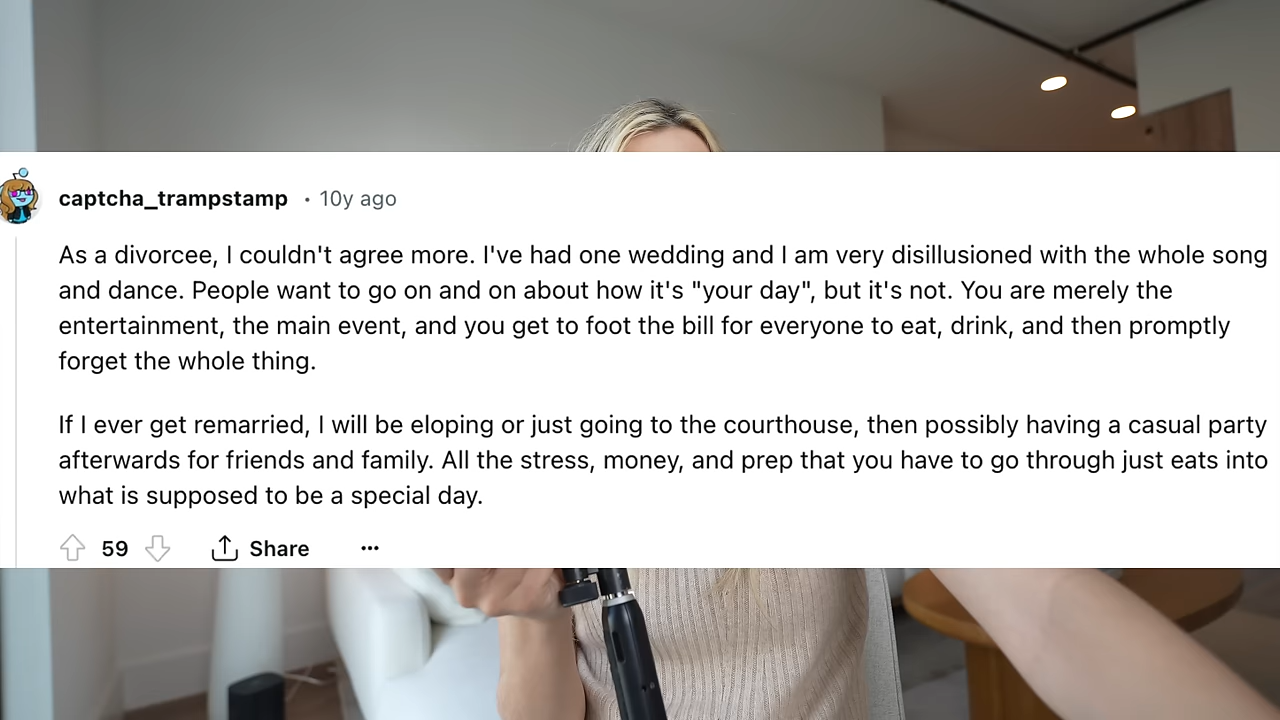 captcha_trampstamp • 10y ago
As a divorcee, I couldn't agree more. I've had one wedding and I am very disillusioned with the whole song
and dance. People want to go on and on about how it's "your day", but it's not. You are merely the
entertainment, the main event, and you get to foot the bill for everyone to eat, drink, and then promptly
forget the whole thing.
If I ever get remarried, I will be eloping or just going to the courthouse, then possibly having a casual party
afterwards for friends and family. All the stress, money, and prep that you have to go through just eats into
what is supposed to be a special day.
59 Share •••